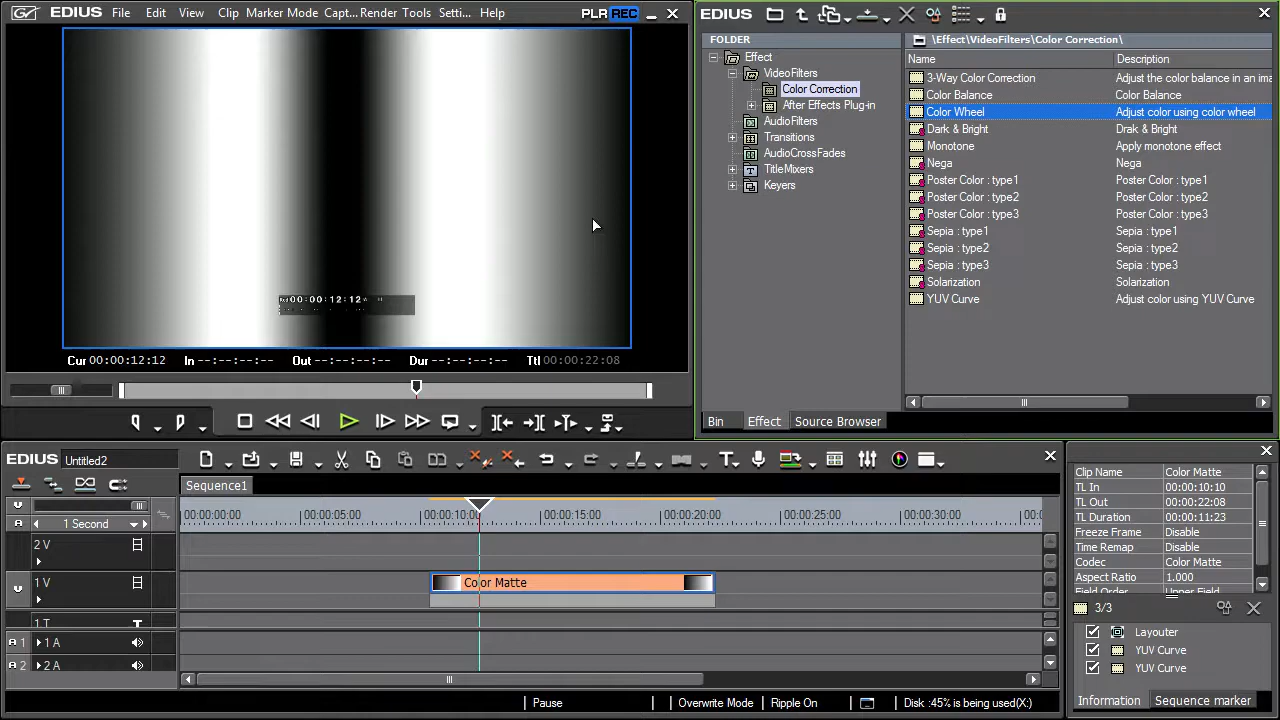 File Edit View Clip Marker Mode Capt... Render Tools Setti... Help PLR REC
00:00:12:12
Cur 00:00:12:12 In --:--:--:-- Out --:--:--:-- Dur --:--:--:-- Ttl 00:00:22:08
EDIUS
FOLDER
Effect
VideoFilters
Color Correction
After Effects Plug-in
AudioFilters
Transitions
AudioCrossFades
TitleMixers
Keyers
\Effect\VideoFilters\Color Correction\
Name Description
3-Way Color Correction Adjust the color balance in an ima
Color Balance Color Balance
Color Wheel Adjust color using color wheel
Dark & Bright Drak & Bright
Monotone Apply monotone effect
Nega Nega
Poster Color : type1 Poster Color : type1
Poster Color : type2 Poster Color : type2
Poster Color : type3 Poster Color : type3
Sepia : type1 Sepia : type1
Sepia : type2 Sepia : type2
Sepia : type3 Sepia : type3
Solarization Solarization
YUV Curve Adjust color using YUV Curve
Bin Effect Source Browser
EDIUS Untitled2
Sequence1
1 Second
00:00:00:00 00:00:05:00 00:00:10:00 00:00:15:00 00:00:20:00 00:00:25:00 00:00:30:00
2 V
1 V
Color Matte
1 T
A 1 1 A
A 2 2 A
Pause Overwrite Mode Ripple On Disk :45% is being used(X:)
Clip Name Color Matte
TL In 00:00:10:10
TL Out 00:00:22:08
TL Duration 00:00:11:23
Freeze Frame Disable
Time Remap Disable
Codec Color Matte
Aspect Ratio 1.000
Field Order Upper Field
3/3
Layouter
YUV Curve
YUV Curve
Information Sequence marker